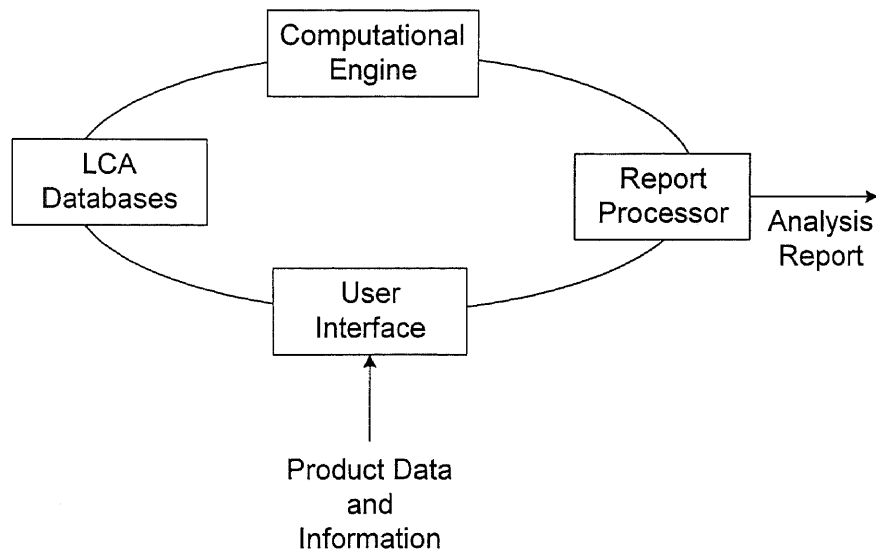 Computational
Engine
LCA
Databases
Report
Processor
Analysis
Report
User
Interface
Product Data
and
Information